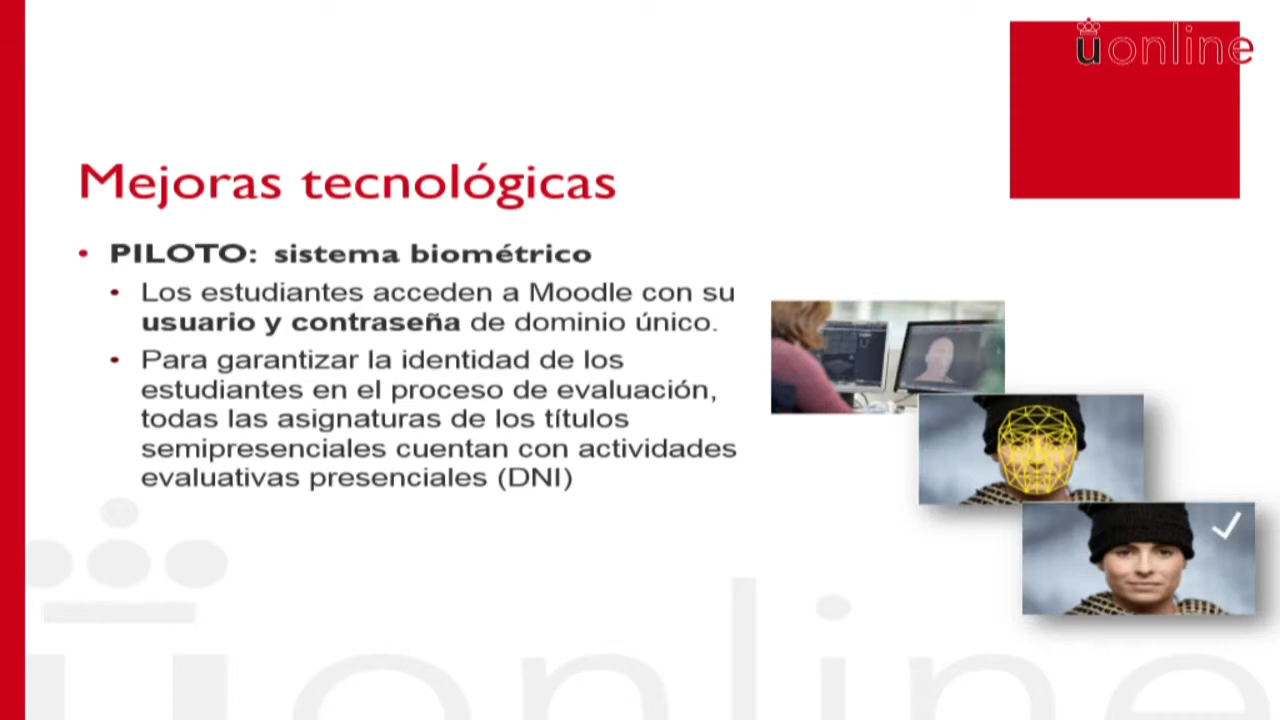 üonline
Mejoras tecnológicas
• PILOTO: sistema biométrico
• Los estudiantes acceden a Moodle con su
usuario y contraseña de dominio único.
• Para garantizar la identidad de los
estudiantes en el proceso de evaluación,
todas las asignaturas de los títulos
semipresenciales cuentan con actividades
evaluativas presenciales (DNI)
üonline